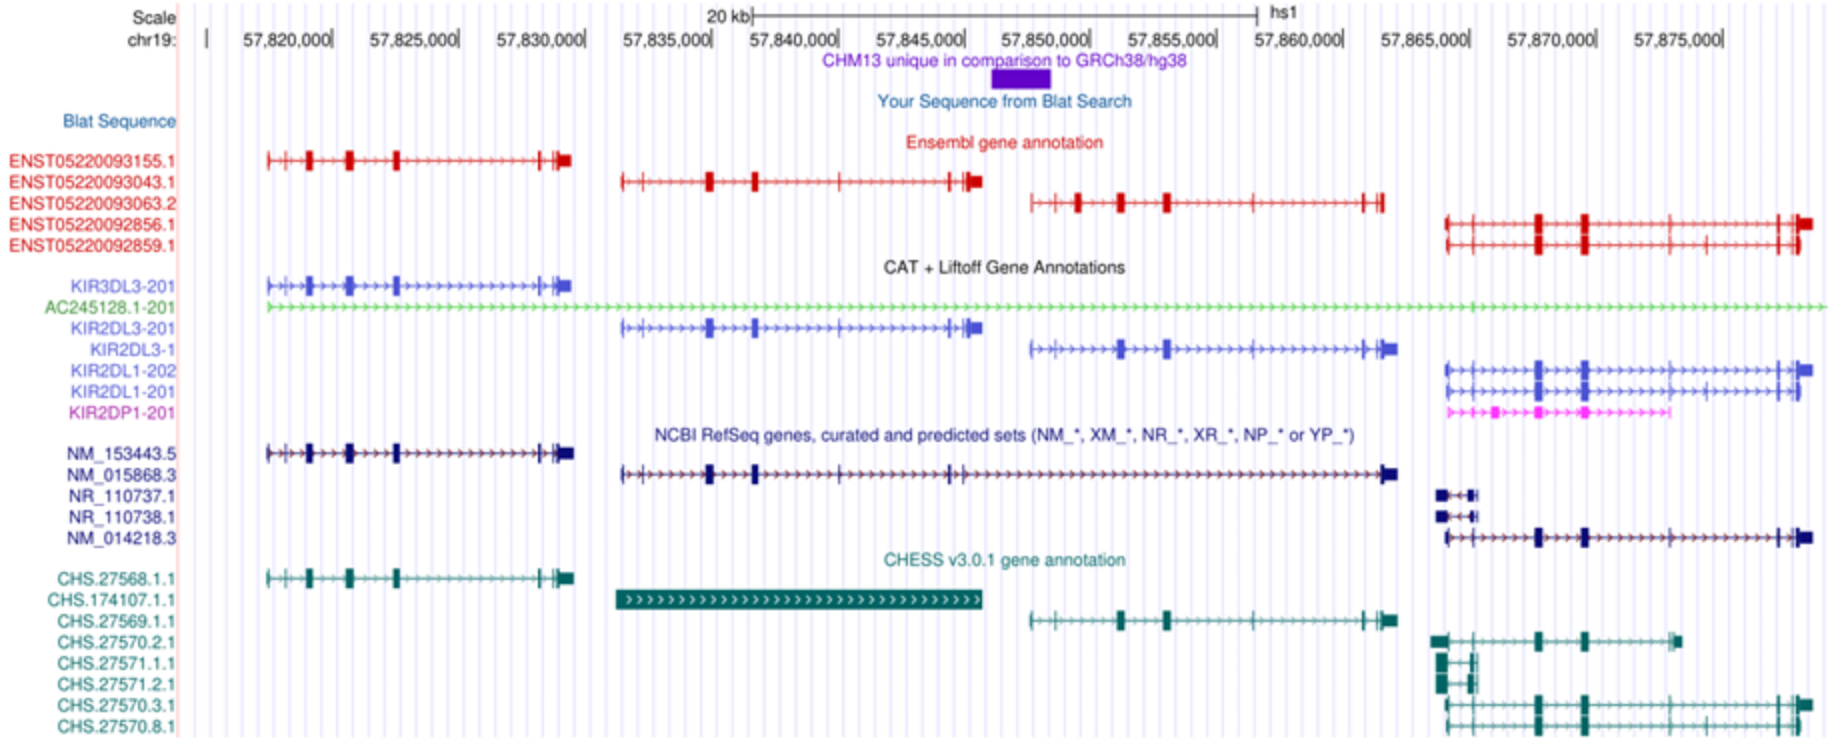 Scale 20 kb hs1
chr19: 57,820,000 57,825,000 57,830,000 57,835,000 57,840,000 57,845,000 57,850,000 57,855,000 57,860,000 57,865,000 57,870,000 57,875,000
CHM13 unique in comparison to GRCh38/hg38
Your Sequence from Blat Search
Blat Sequence
Ensembl gene annotation
ENST05220093155.1
ENST05220093043.1
ENST05220093063.2
ENST05220092856.1
ENST05220092859.1
CAT + Liftoff Gene Annotations
KIR3DL3-201
AC245128.1-201
KIR2DL3-201
KIR2DL3-1
KIR2DL1-202
KIR2DL1-201
KIR2DP1-201
NCBI RefSeq genes, curated and predicted sets (NM_*, XM_*, NR_*, XR_*, NP_* or YP_*)
NM_153443.5
NM_015868.3
NR_110737.1
NR_110738.1
NM_014218.3
CHESS v3.0.1 gene annotation
CHS.27568.1.1
CHS.174107.1.1
CHS.27569.1.1
CHS.27570.2.1
CHS.27571.1.1
CHS.27571.2.1
CHS.27570.3.1
CHS.27570.8.1